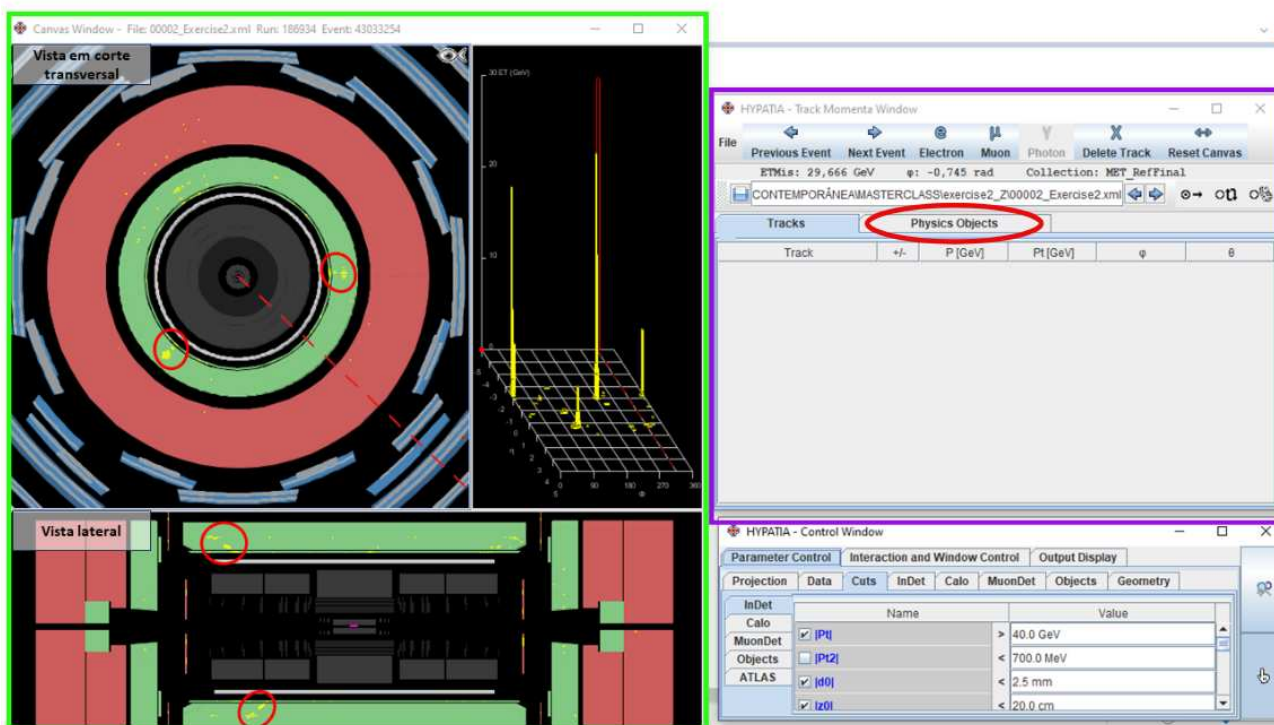 Canvas Window - File: 00002_Exercise2.xml Run: 186934 Event: 43033254
Vista em corte
transversal
30 ET (GeV)
20
10
0
0 90 180 270 360
Vista lateral
HYPATIA - Track Momenta Window
File
Previous Event Next Event Electron Muon Photon Delete Track Reset Canvas
ETMis: 29,666 GeV φ: -0,745 rad Collection: MET_RefFinal
CONTEMPORÂNEA\MASTERCLASS\exercise2_Z\00002_Exercise2.xml
Tracks Physics Objects
Track +/- P [GeV] Pt [GeV] φ θ
HYPATIA - Control Window
Parameter Control Interaction and Window Control Output Display
Projection Data Cuts InDet Calo MuonDet Objects Geometry
InDet
Calo
MuonDet
Objects
ATLAS
Name Value
|Pt| > 40.0 GeV
|Pt2| < 700.0 MeV
|d0| < 2.5 mm
|z0| < 20.0 cm